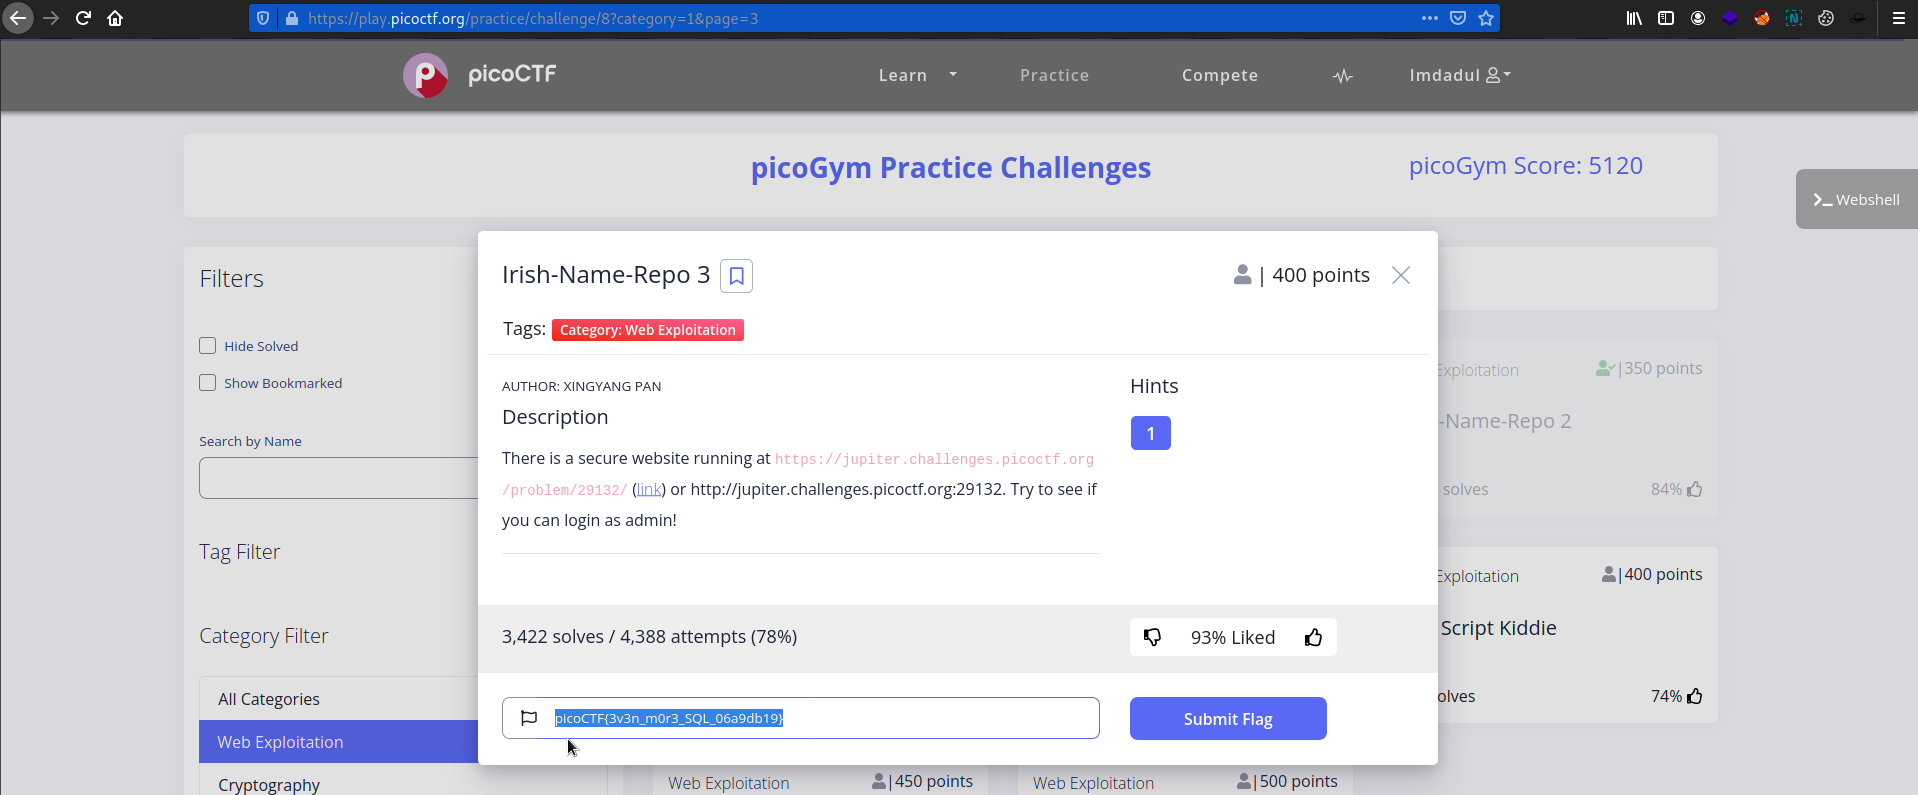 https://play.picoctf.org/practice/challenge/8?category=1&page=3
picoCTF
Learn
Practice
Compete
Imdadul
picoGym Practice Challenges
picoGym Score: 5120
Webshell
Filters
Hide Solved
Show Bookmarked
Search by Name
Tag Filter
Category Filter
All Categories
Web Exploitation
Cryptography
Irish-Name-Repo 3
| 400 points
Tags: Category: Web Exploitation
AUTHOR: XINGYANG PAN
Description
There is a secure website running at https://jupiter.challenges.picoctf.org
/problem/29132/ (link) or http://jupiter.challenges.picoctf.org:29132. Try to see if
you can login as admin!
Hints
1
3,422 solves / 4,388 attempts (78%)
93% Liked
picoCTF{3v3n_m0r3_SQL_06a9db19}
Submit Flag
Exploitation
|350 points
-Name-Repo 2
solves
84%
Exploitation
|400 points
Script Kiddie
olves
74%
Web Exploitation
|450 points
Web Exploitation
|500 points